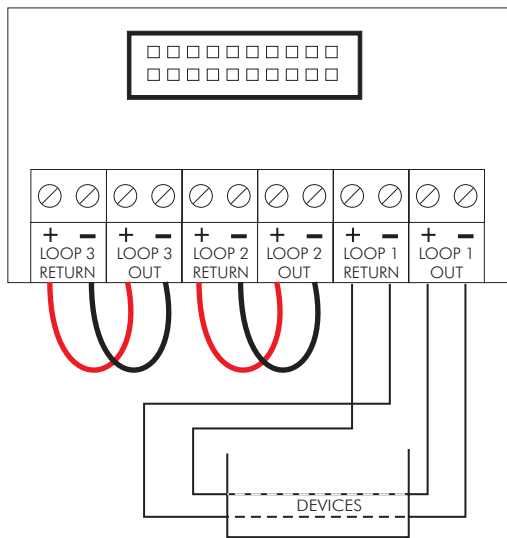 + − + − + − + − + − + −
LOOP 3 LOOP 3 LOOP 2 LOOP 2 LOOP 1 LOOP 1
RETURN OUT RETURN OUT RETURN OUT
DEVICES